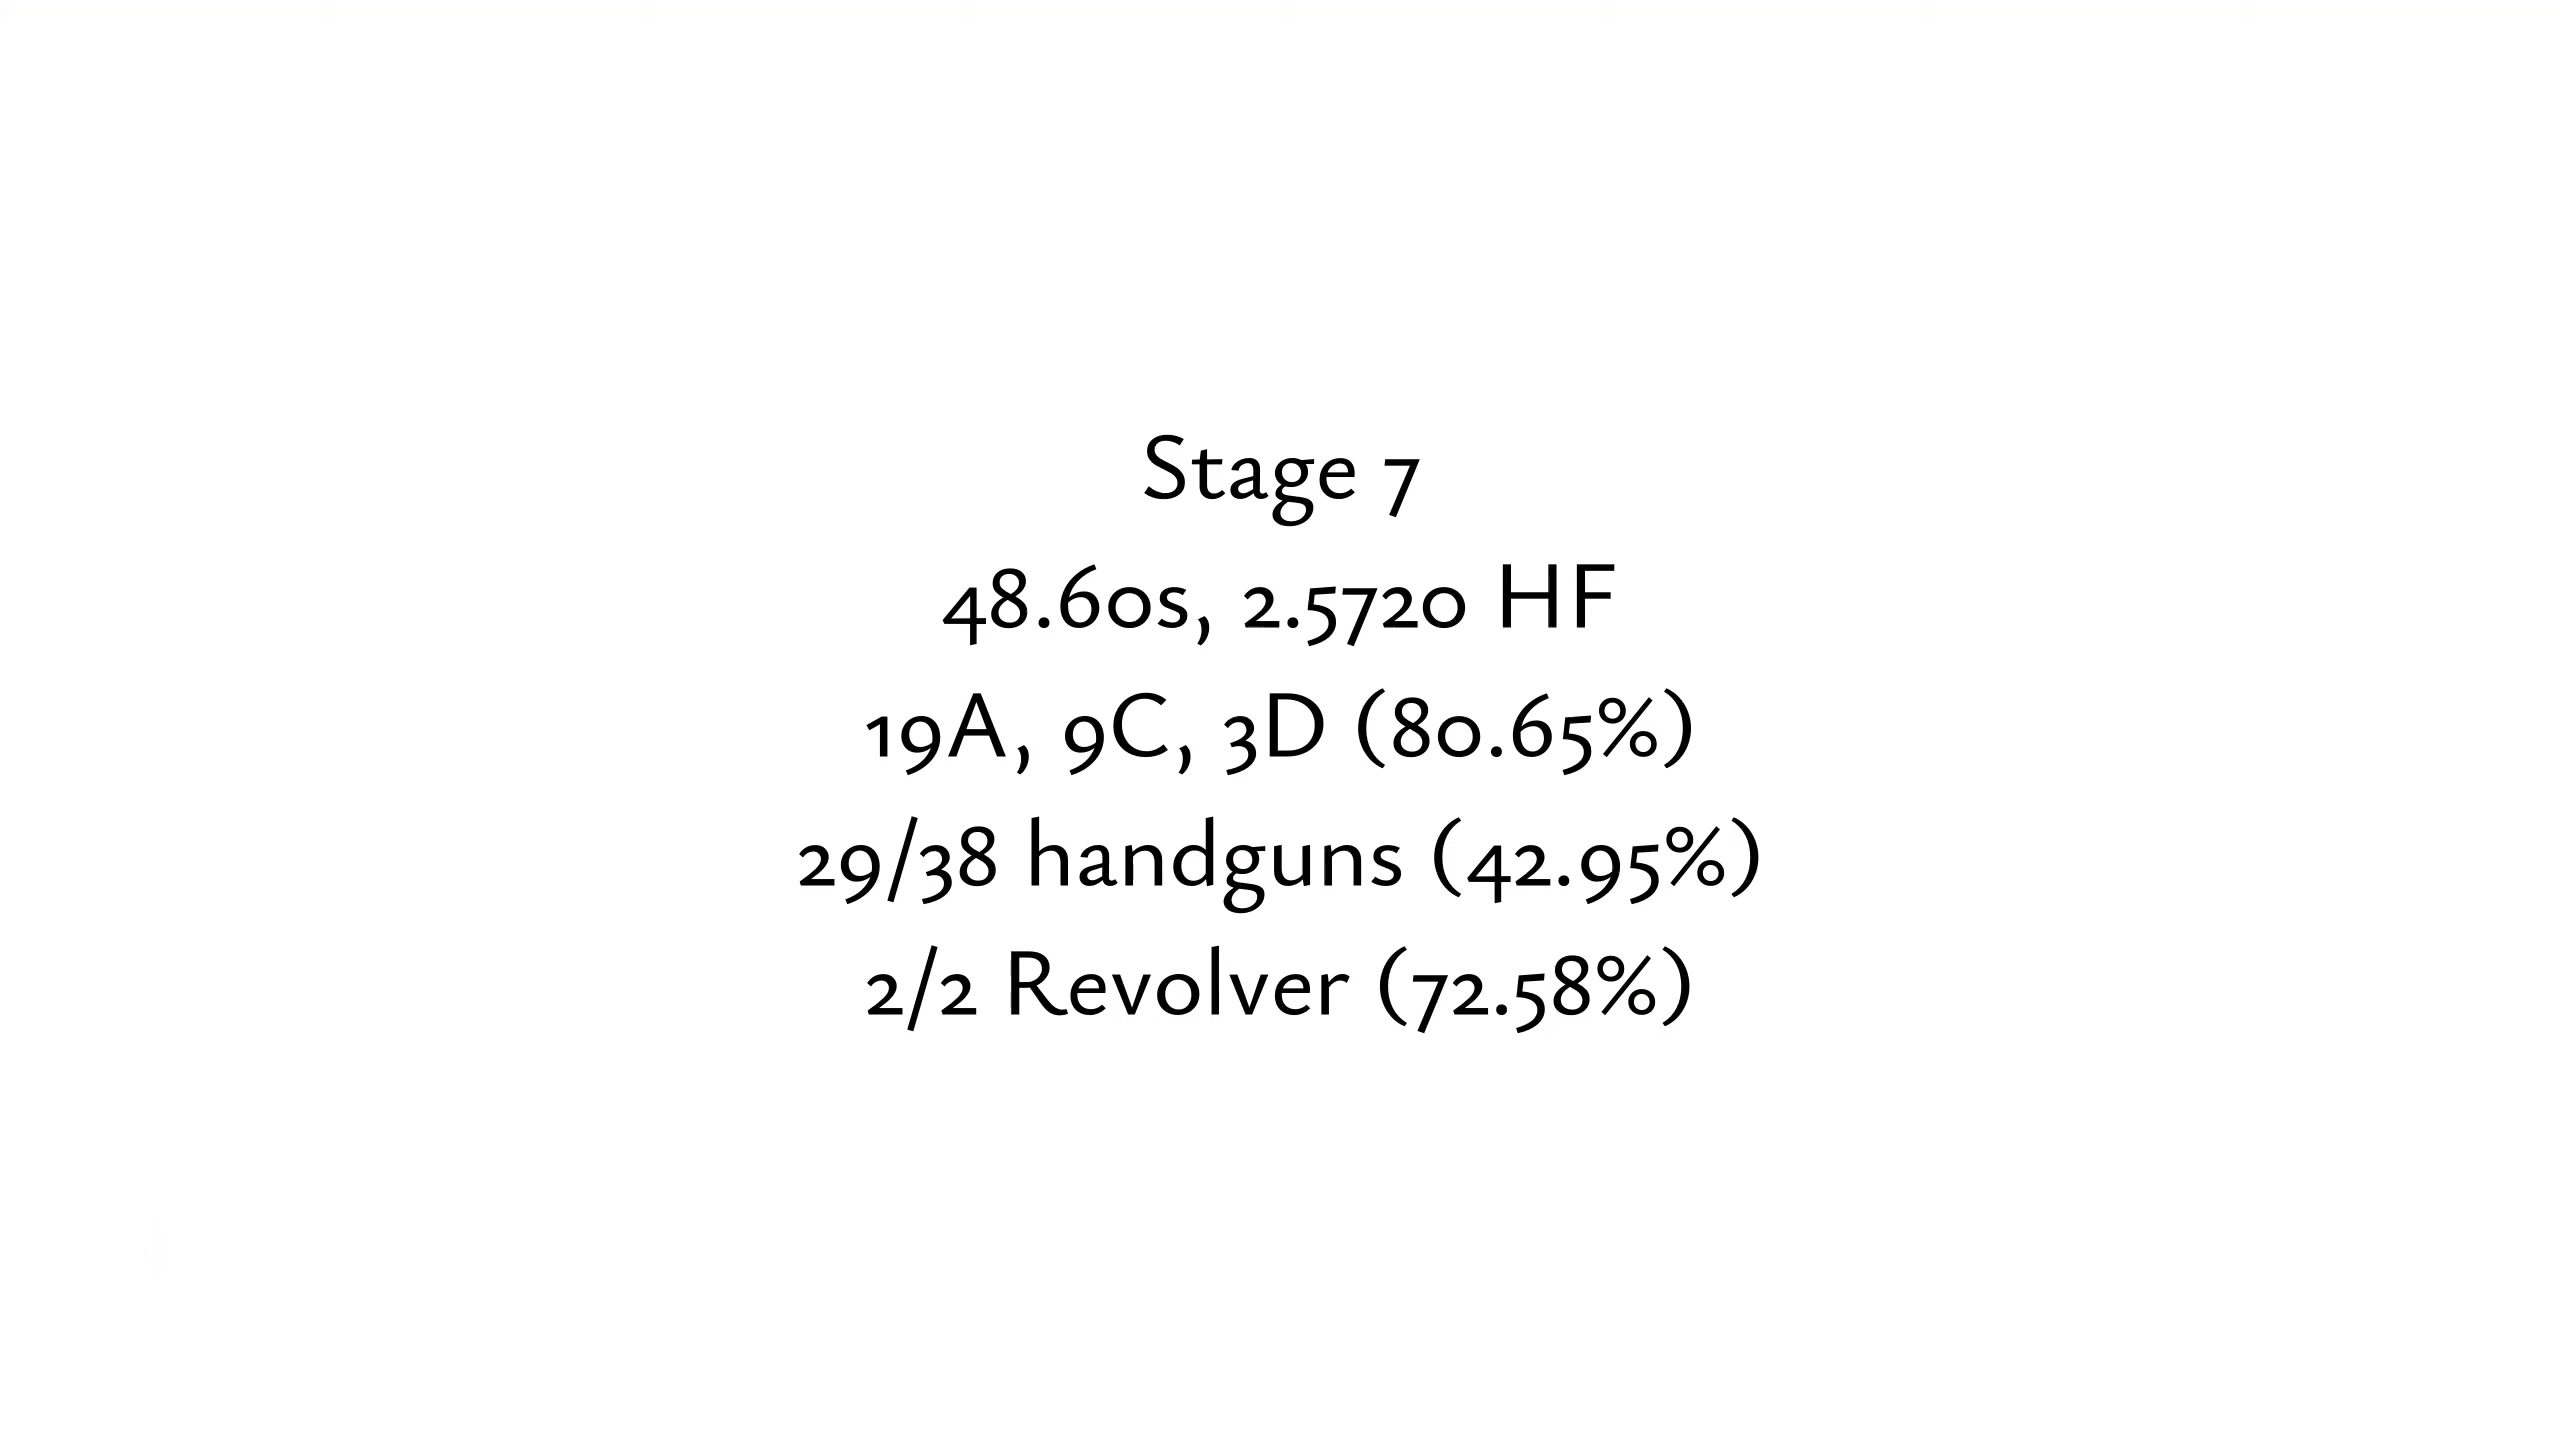 Stage 7
48.60s, 2.5720 HF
19A, 9C, 3D (80.65%)
29/38 handguns (42.95%)
2/2 Revolver (72.58%)